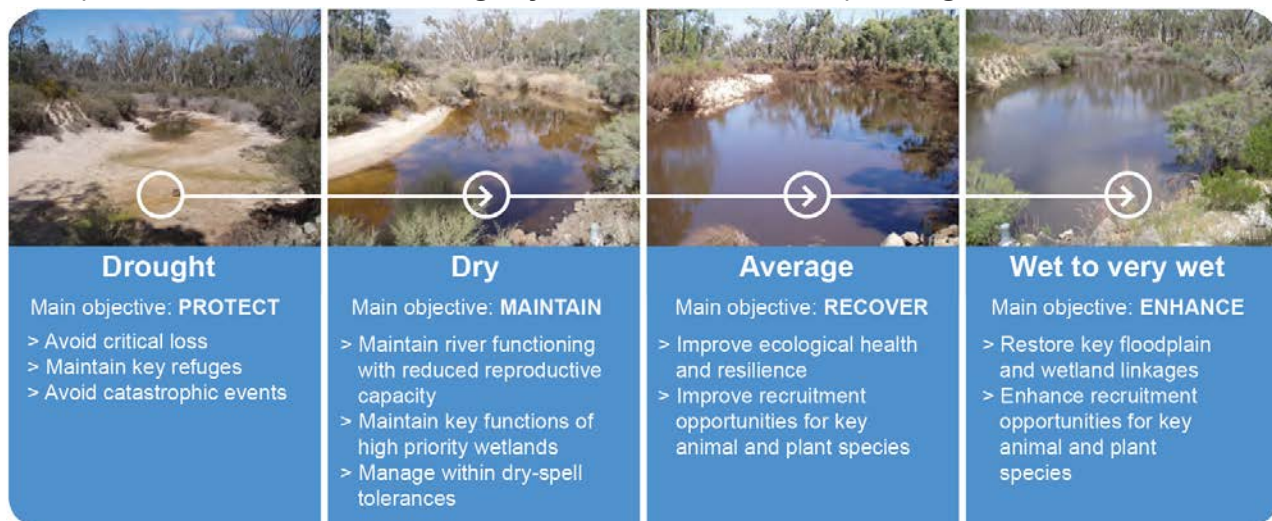 Drought
Main objective: PROTECT
> Avoid critical loss
> Maintain key refuges
> Avoid catastrophic events
Dry
Main objective: MAINTAIN
> Maintain river functioning
with reduced reproductive
capacity
> Maintain key functions of
high priority wetlands
> Manage within dry-spell
tolerances
Average
Main objective: RECOVER
> Improve ecological health
and resilience
> Improve recruitment
opportunities for key
animal and plant species
Wet to very wet
Main objective: ENHANCE
> Restore key floodplain
and wetland linkages
> Enhance recruitment
opportunities for key
animal and plant
species